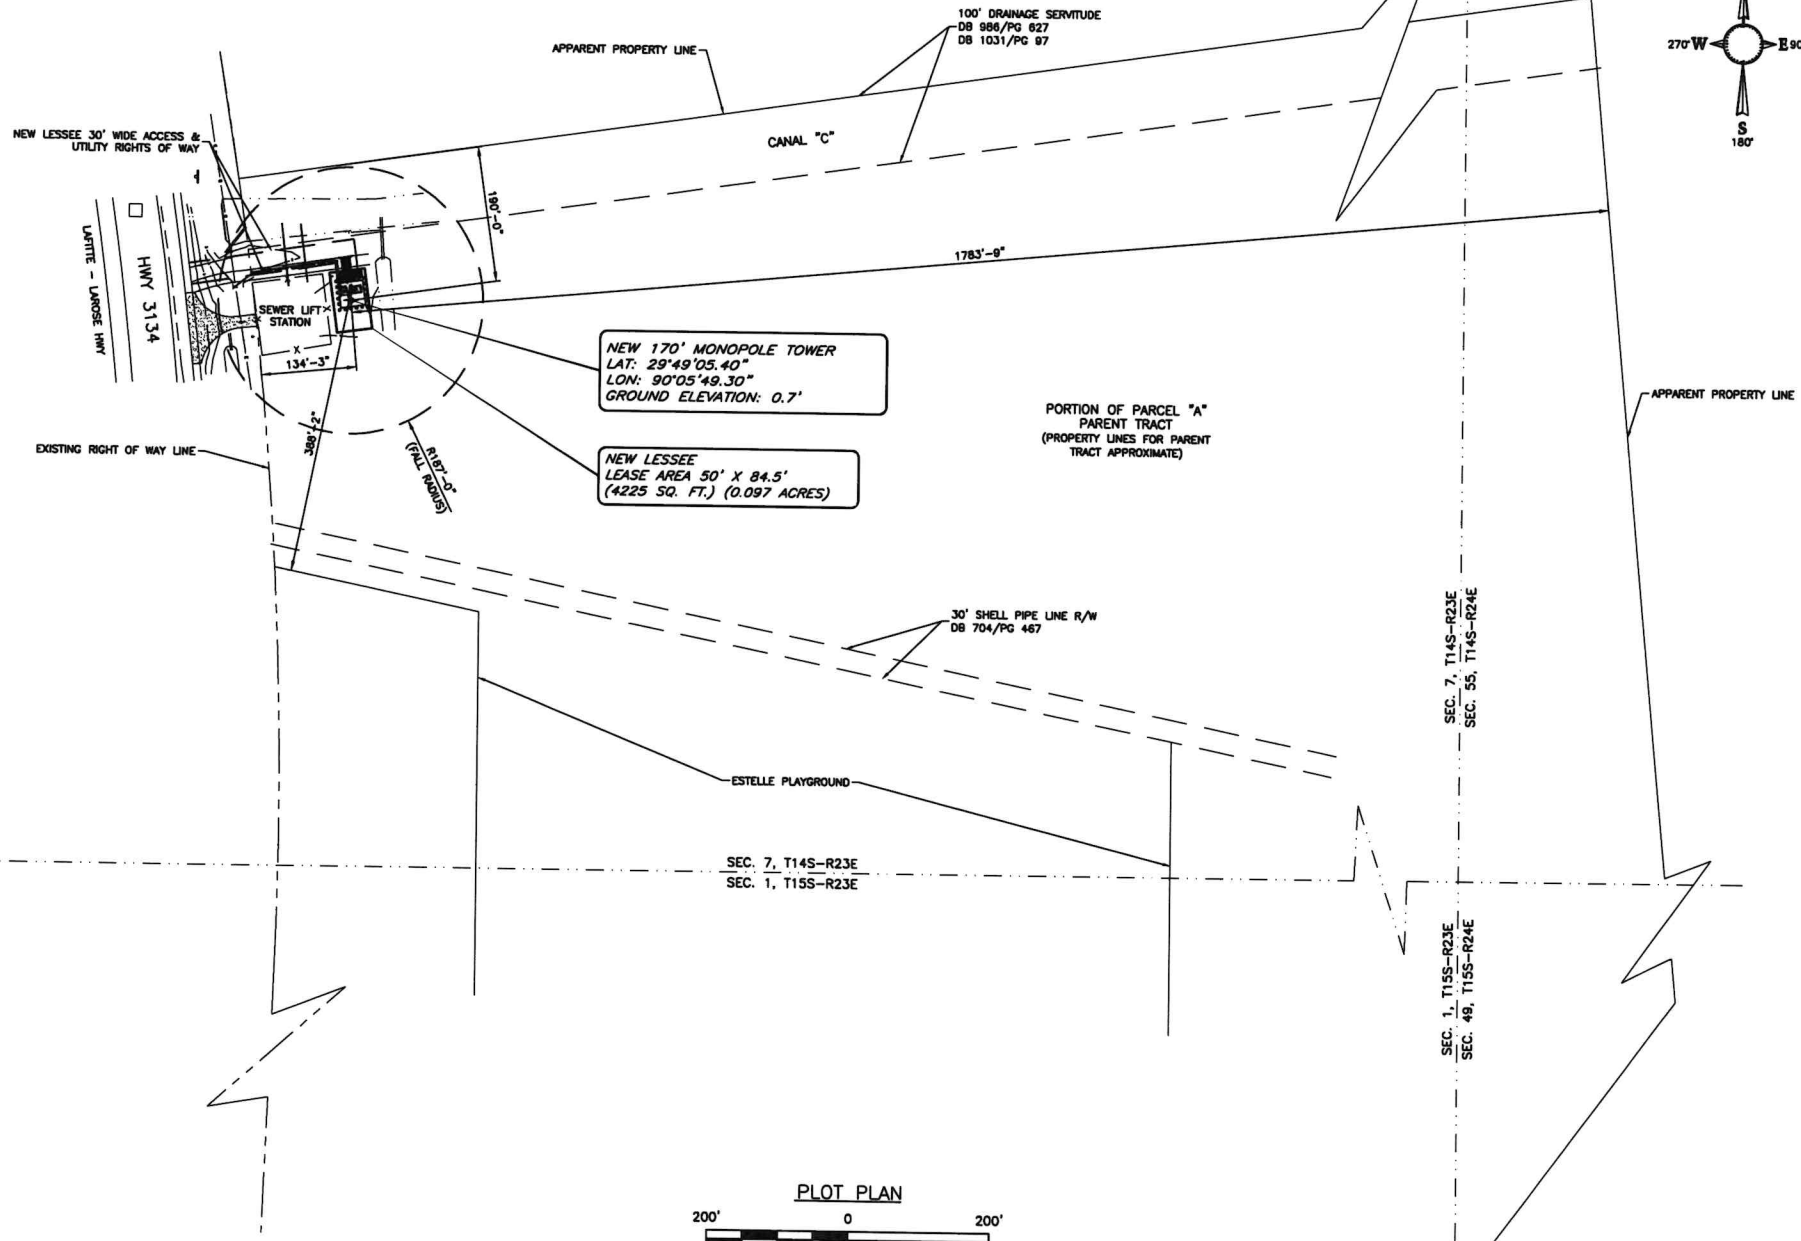 100' DRAINAGE SERVITUDE
DB 986/PG 627
DB 1031/PG 97
APPARENT PROPERTY LINE
270° W
E 90
S
180°
NEW LESSEE 30' WIDE ACCESS &
UTILITY RIGHTS OF WAY
CANAL "C"
190'-0"
1783'-9"
LAFITTE - LAROSE HWY
HWY 3134
SEWER LIFT
STATION
134'-3"
388'-2"
R187'-0"
(FALL RADIUS)
NEW 170' MONOPOLE TOWER
LAT: 29°49'05.40"
LON: 90°05'49.30"
GROUND ELEVATION: 0.7'
NEW LESSEE
LEASE AREA 50' X 84.5'
(4225 SQ. FT.) (0.097 ACRES)
PORTION OF PARCEL "A"
PARENT TRACT
(PROPERTY LINES FOR PARENT
TRACT APPROXIMATE)
APPARENT PROPERTY LINE
EXISTING RIGHT OF WAY LINE
30' SHELL PIPE LINE R/W
DB 704/PG 467
SEC. 7, T14S-R23E
SEC. 55, T14S-R24E
ESTELLE PLAYGROUND
SEC. 7, T14S-R23E
SEC. 1, T15S-R23E
SEC. 1, T15S-R23E
SEC. 49, T15S-R24E
PLOT PLAN
200'
0
200'